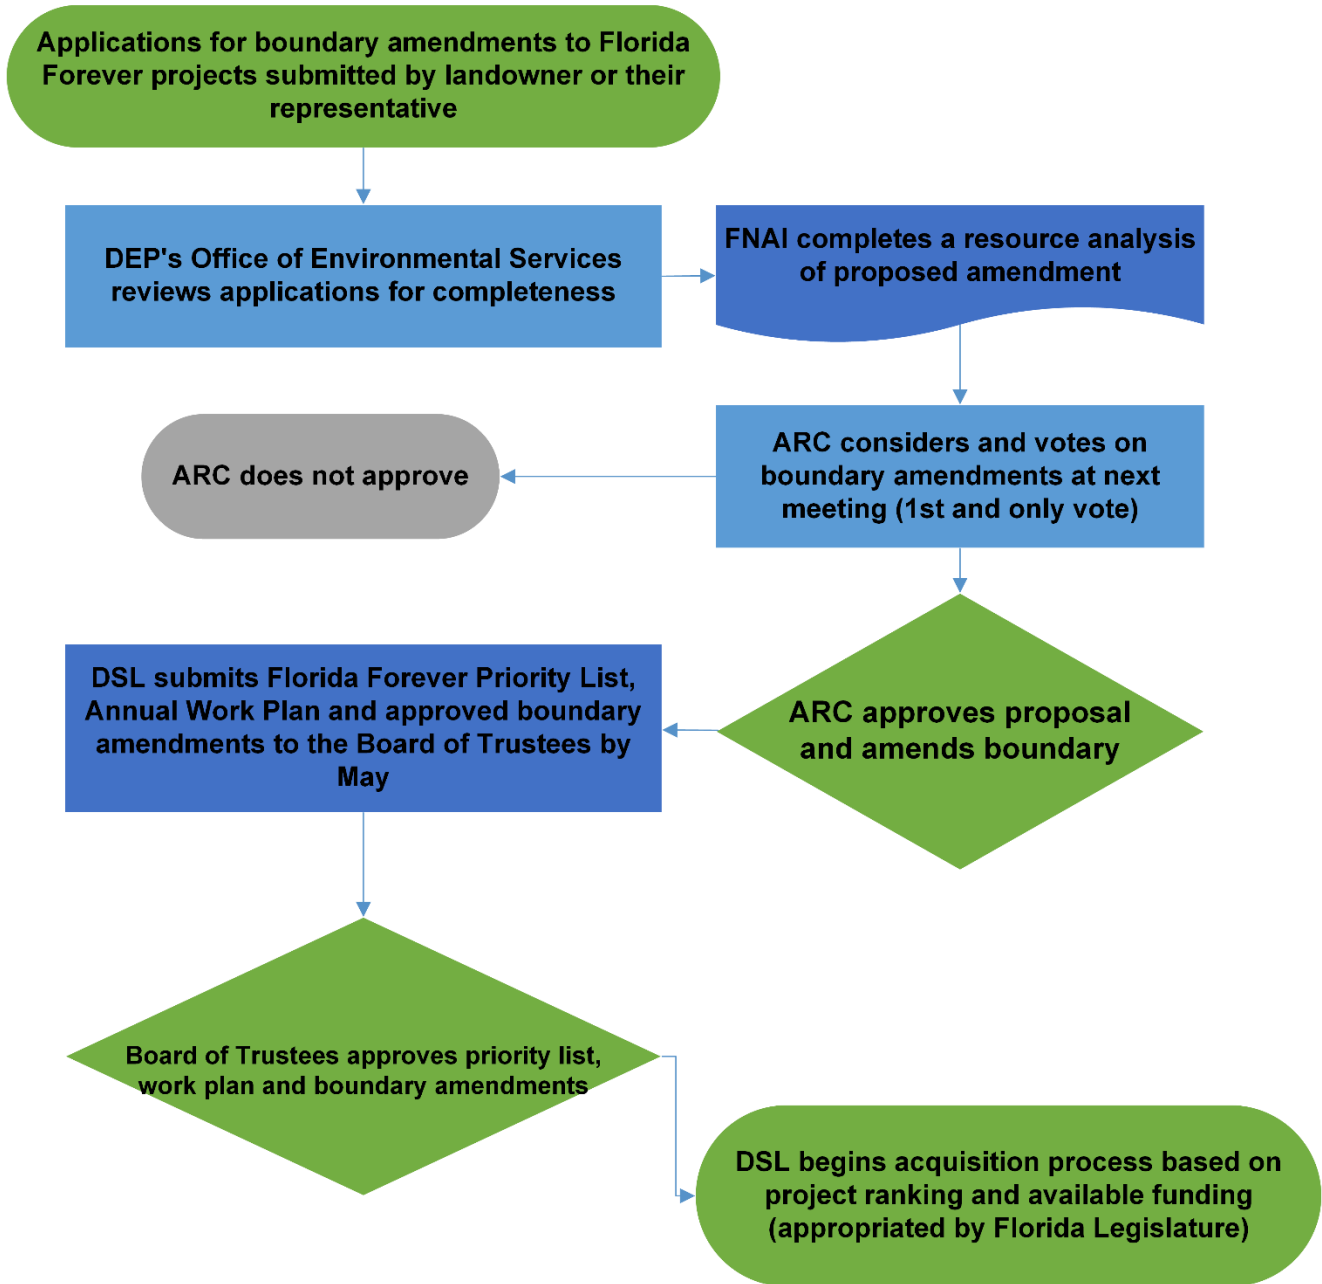 Applications for boundary amendments to Florida
Forever projects submitted by landowner or their
representative
DEP's Office of Environmental Services
reviews applications for completeness
FNAI completes a resource analysis
of proposed amendment
ARC considers and votes on
boundary amendments at next
meeting (1st and only vote)
ARC does not approve
ARC approves proposal
and amends boundary
DSL submits Florida Forever Priority List,
Annual Work Plan and approved boundary
amendments to the Board of Trustees by
May
Board of Trustees approves priority list,
work plan and boundary amendments
DSL begins acquisition process based on
project ranking and available funding
(appropriated by Florida Legislature)